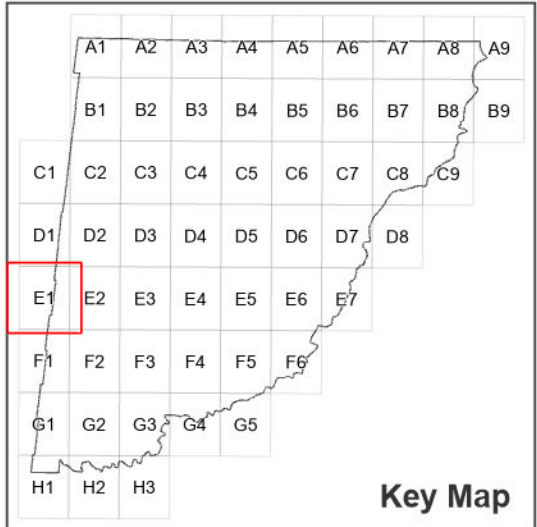 A1 A2 A3 A4 A5 A6 A7 A8 A9
B1 B2 B3 B4 B5 B6 B7 B8 B9
C1 C2 C3 C4 C5 C6 C7 C8 C9
D1 D2 D3 D4 D5 D6 D7 D8
E1 E2 E3 E4 E5 E6 E7
F1 F2 F3 F4 F5 F6
G1 G2 G3 G4 G5
H1 H2 H3
Key Map